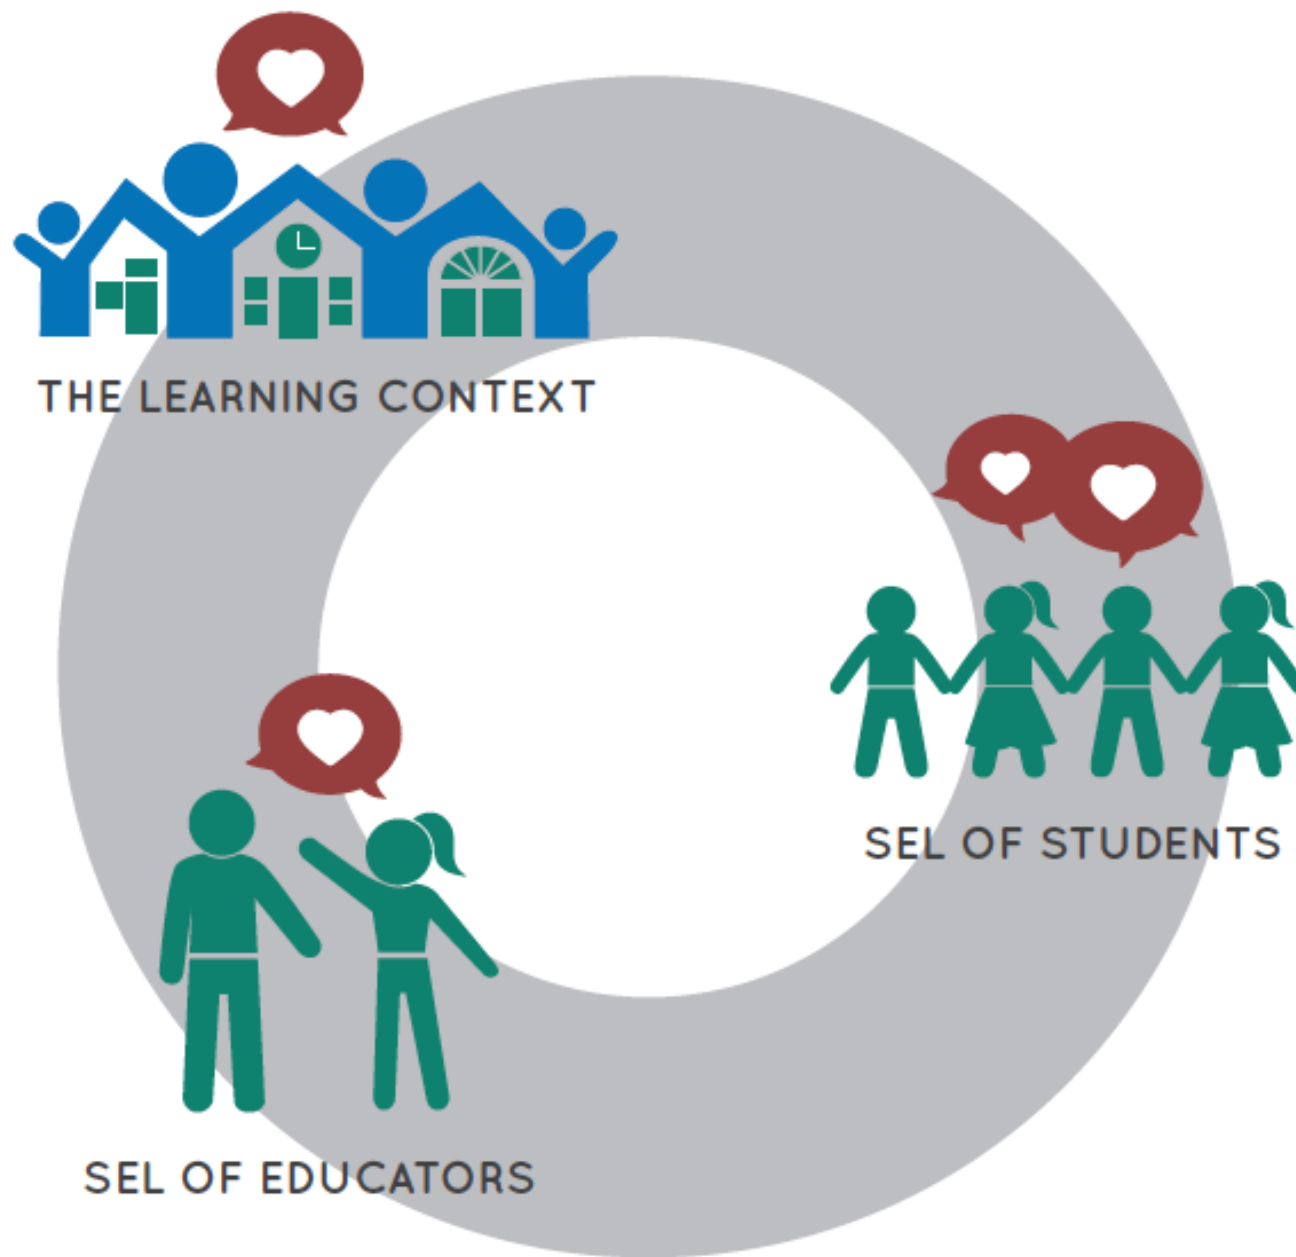 THE LEARNING CONTEXT
SEL OF STUDENTS
SEL OF EDUCATORS